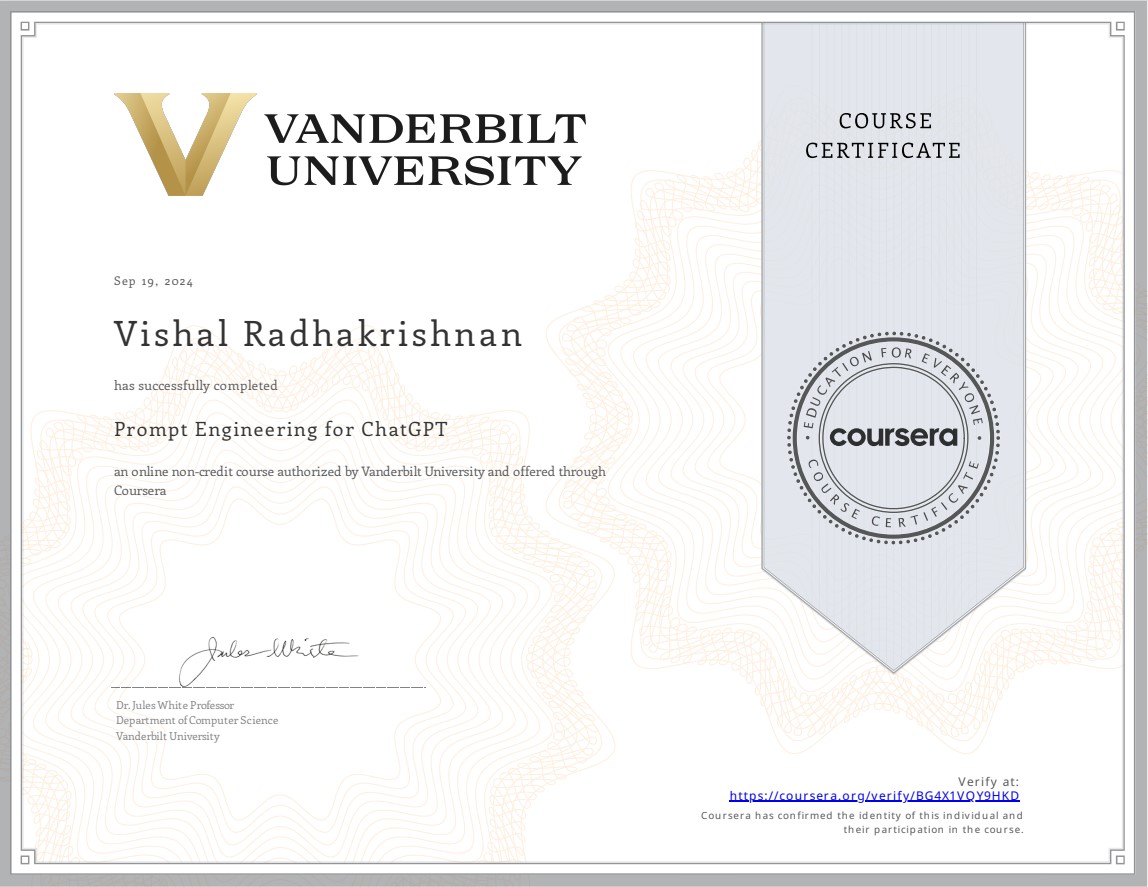 VANDERBILT
UNIVERSITY
COURSE
CERTIFICATE
Sep 19, 2024
Vishal Radhakrishnan
has successfully completed
Prompt Engineering for ChatGPT
an online non-credit course authorized by Vanderbilt University and offered through
Coursera
EDUCATION FOR EVERYONE
coursera
COURSE CERTIFICATE
Jules White
Dr. Jules White Professor
Department of Computer Science
Vanderbilt University
Verify at:
https://coursera.org/verify/BG4X1VQY9HKD
Coursera has confirmed the identity of this individual and
their participation in the course.